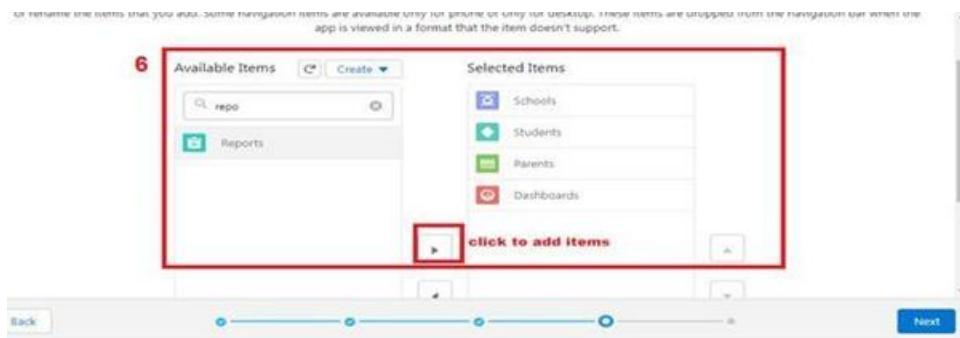 or rename the items that you add. Some navigation items are available only for phone or only for desktop. These items are dropped from the navigation bar when the
app is viewed in a format that the item doesn't support.
6
Available Items Create Selected Items
repo
Reports
Schools
Students
Parents
Dashboards
click to add items
Back
Next